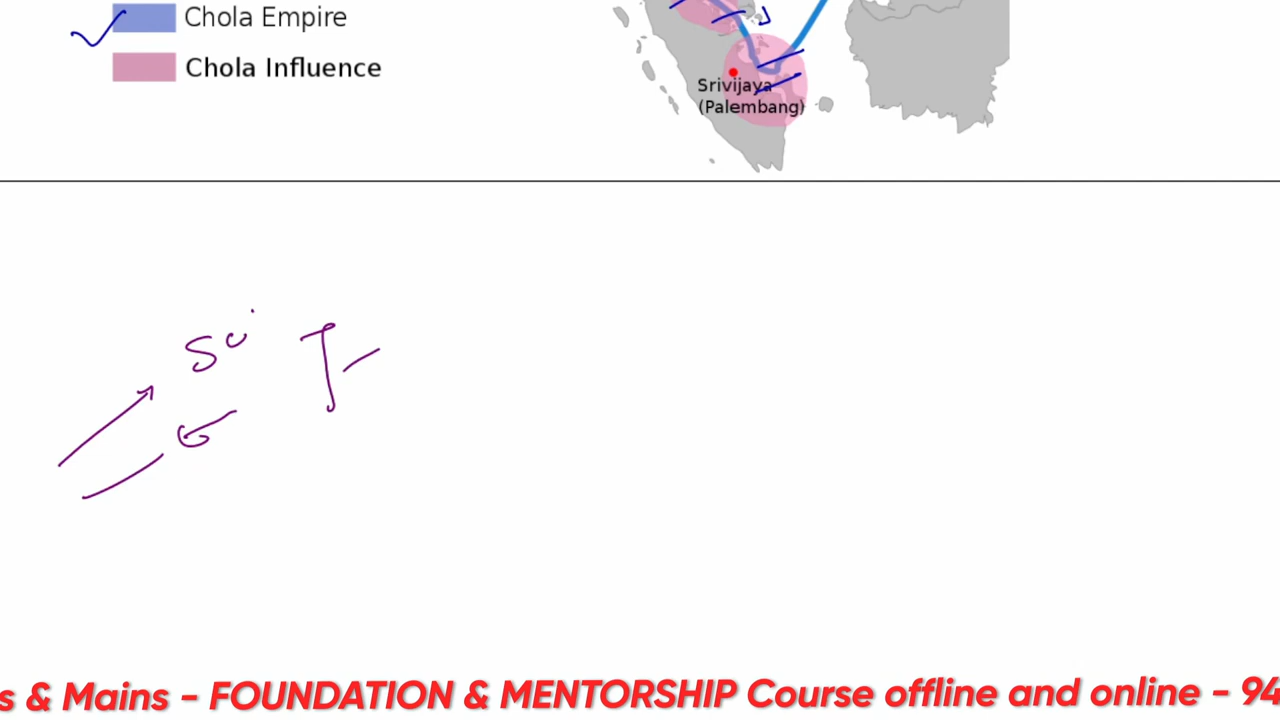 Chola Empire
Chola Influence
Srivijaya
(Palembang)
s & Mains - FOUNDATION & MENTORSHIP Course offline and online - 94